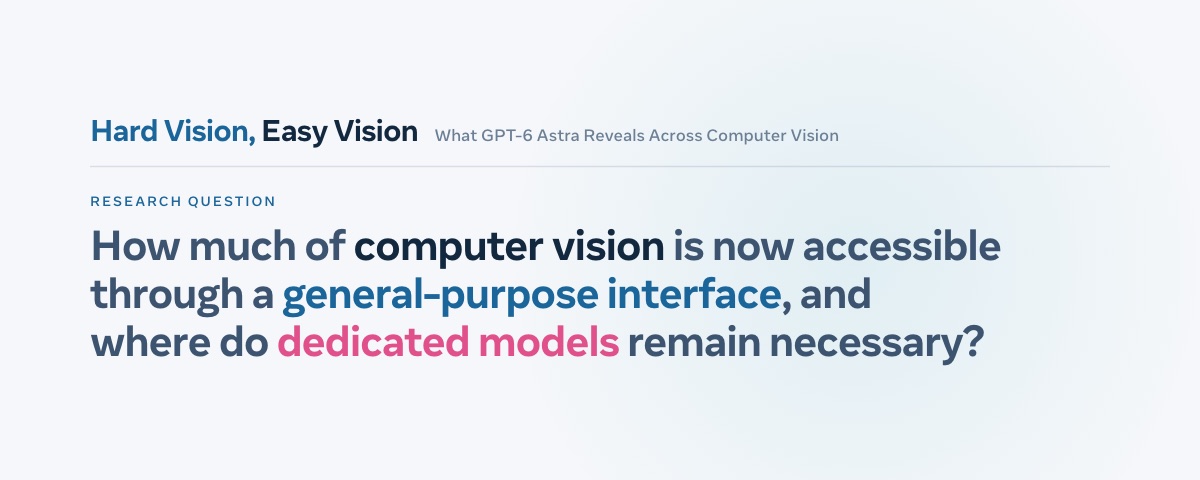 Hard Vision, Easy Vision What GPT-6 Astra Reveals Across Computer Vision
RESEARCH QUESTION
How much of computer vision is now accessible
through a general-purpose interface, and
where do dedicated models remain necessary?